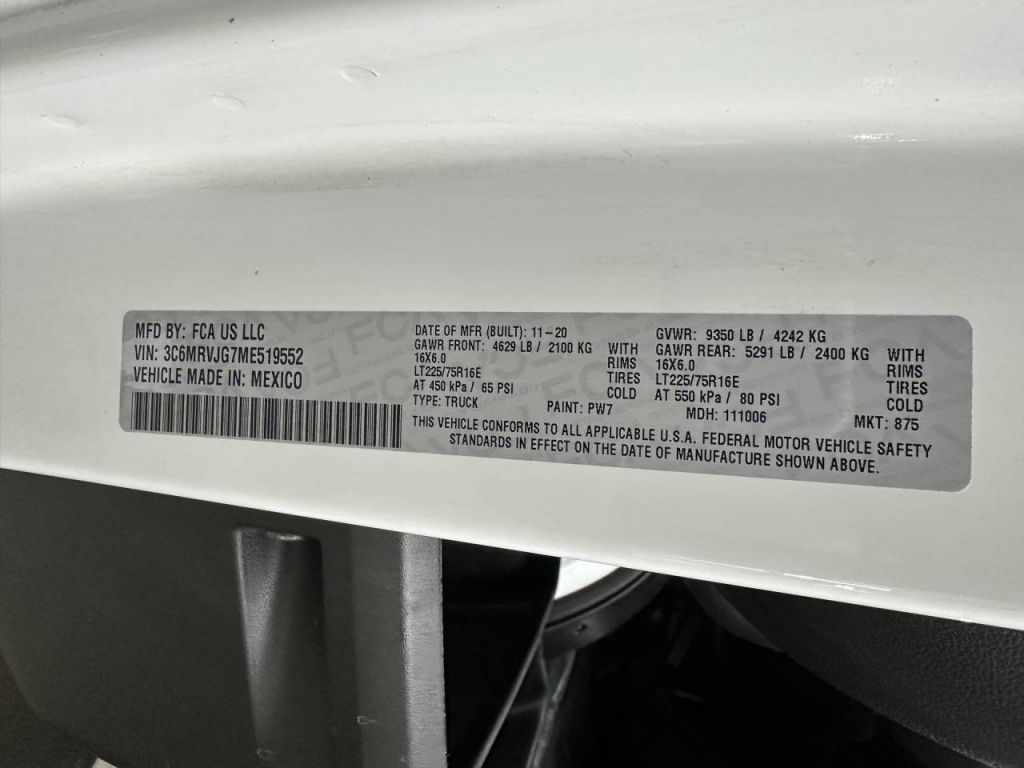 MFD BY: FCA US LLC
VIN: 3C6MRVJG7ME519552
VEHICLE MADE IN: MEXICO
DATE OF MFR (BUILT): 11-20
GAWR FRONT: 4629 LB / 2100 KG WITH
16X6.0 RIMS
LT225/75R16E TIRES
AT 450 kPa / 65 PSI COLD
TYPE: TRUCK PAINT: PW7
GVWR: 9350 LB / 4242 KG
GAWR REAR: 5291 LB / 2400 KG WITH
16X6.0 RIMS
LT225/75R16E TIRES
AT 550 kPa / 80 PSI COLD
MDH: 111006 MKT: 875
THIS VEHICLE CONFORMS TO ALL APPLICABLE U.S.A. FEDERAL MOTOR VEHICLE SAFETY
STANDARDS IN EFFECT ON THE DATE OF MANUFACTURE SHOWN ABOVE.